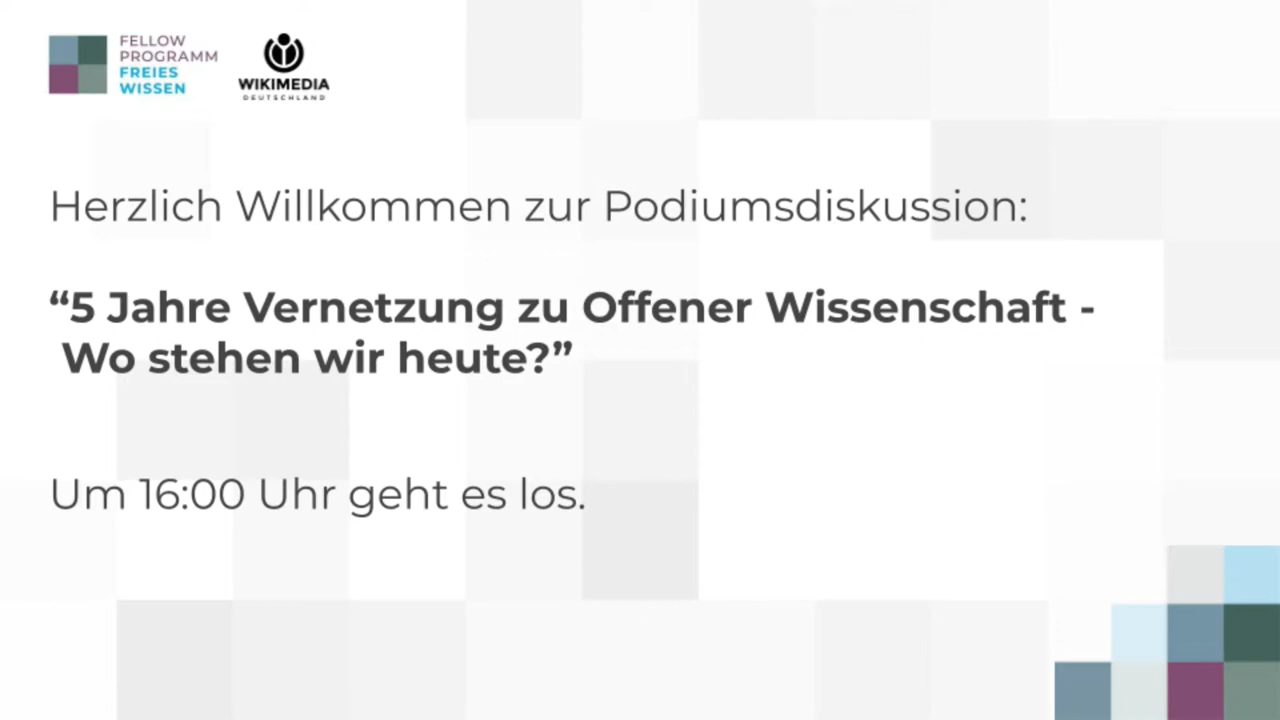 FELLOW
PROGRAMM
FREIES
WISSEN
WIKIMEDIA
DEUTSCHLAND
Herzlich Willkommen zur Podiumsdiskussion:
“5 Jahre Vernetzung zu Offener Wissenschaft -
Wo stehen wir heute?”
Um 16:00 Uhr geht es los.